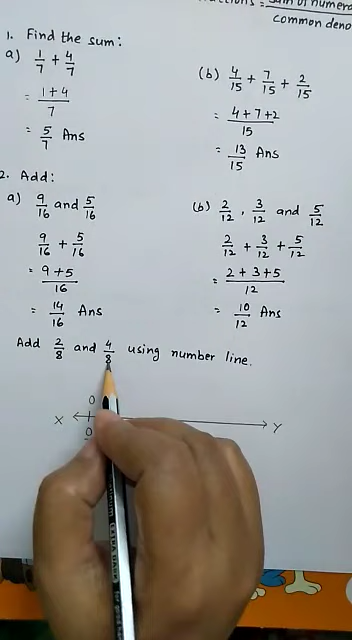 common deno
1. Find the sum:
a) 1/7 + 4/7
= 1+4/7
= 5/7 Ans
(b) 4/15 + 7/15 + 2/15
= 4+7+2/15
= 13/15 Ans
2. Add:
a) 9/16 and 5/16
9/16 + 5/16
= 9+5/16
= 14/16 Ans
(b) 2/12, 3/12 and 5/12
2/12 + 3/12 + 5/12
= 2+3+5/12
= 10/12 Ans
Add 2/8 and 4/8 using number line.
0
X Y
0